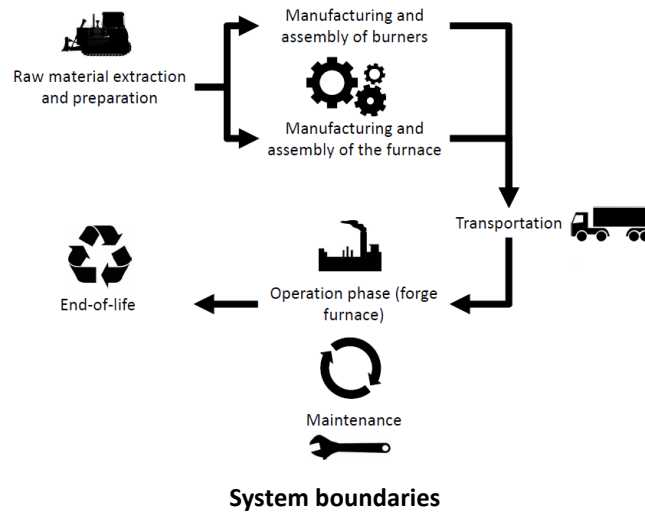 Manufacturing and
assembly of burners
Raw material extraction
and preparation
Manufacturing and
assembly of the furnace
Transportation
Operation phase (forge
furnace)
End-of-life
Maintenance
System boundaries